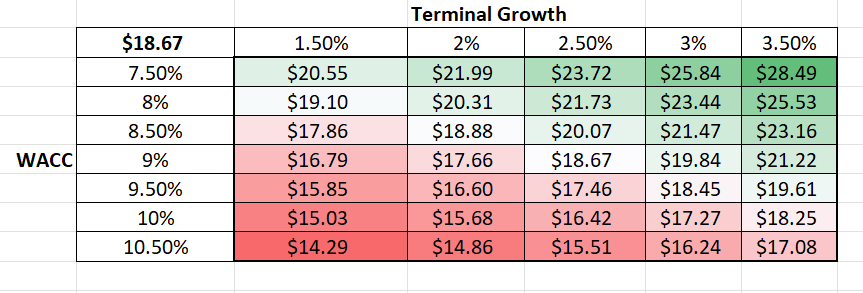 Terminal Growth
$18.67 1.50% 2% 2.50% 3% 3.50%
7.50% $20.55 $21.99 $23.72 $25.84 $28.49
8% $19.10 $20.31 $21.73 $23.44 $25.53
8.50% $17.86 $18.88 $20.07 $21.47 $23.16
WACC 9% $16.79 $17.66 $18.67 $19.84 $21.22
9.50% $15.85 $16.60 $17.46 $18.45 $19.61
10% $15.03 $15.68 $16.42 $17.27 $18.25
10.50% $14.29 $14.86 $15.51 $16.24 $17.08